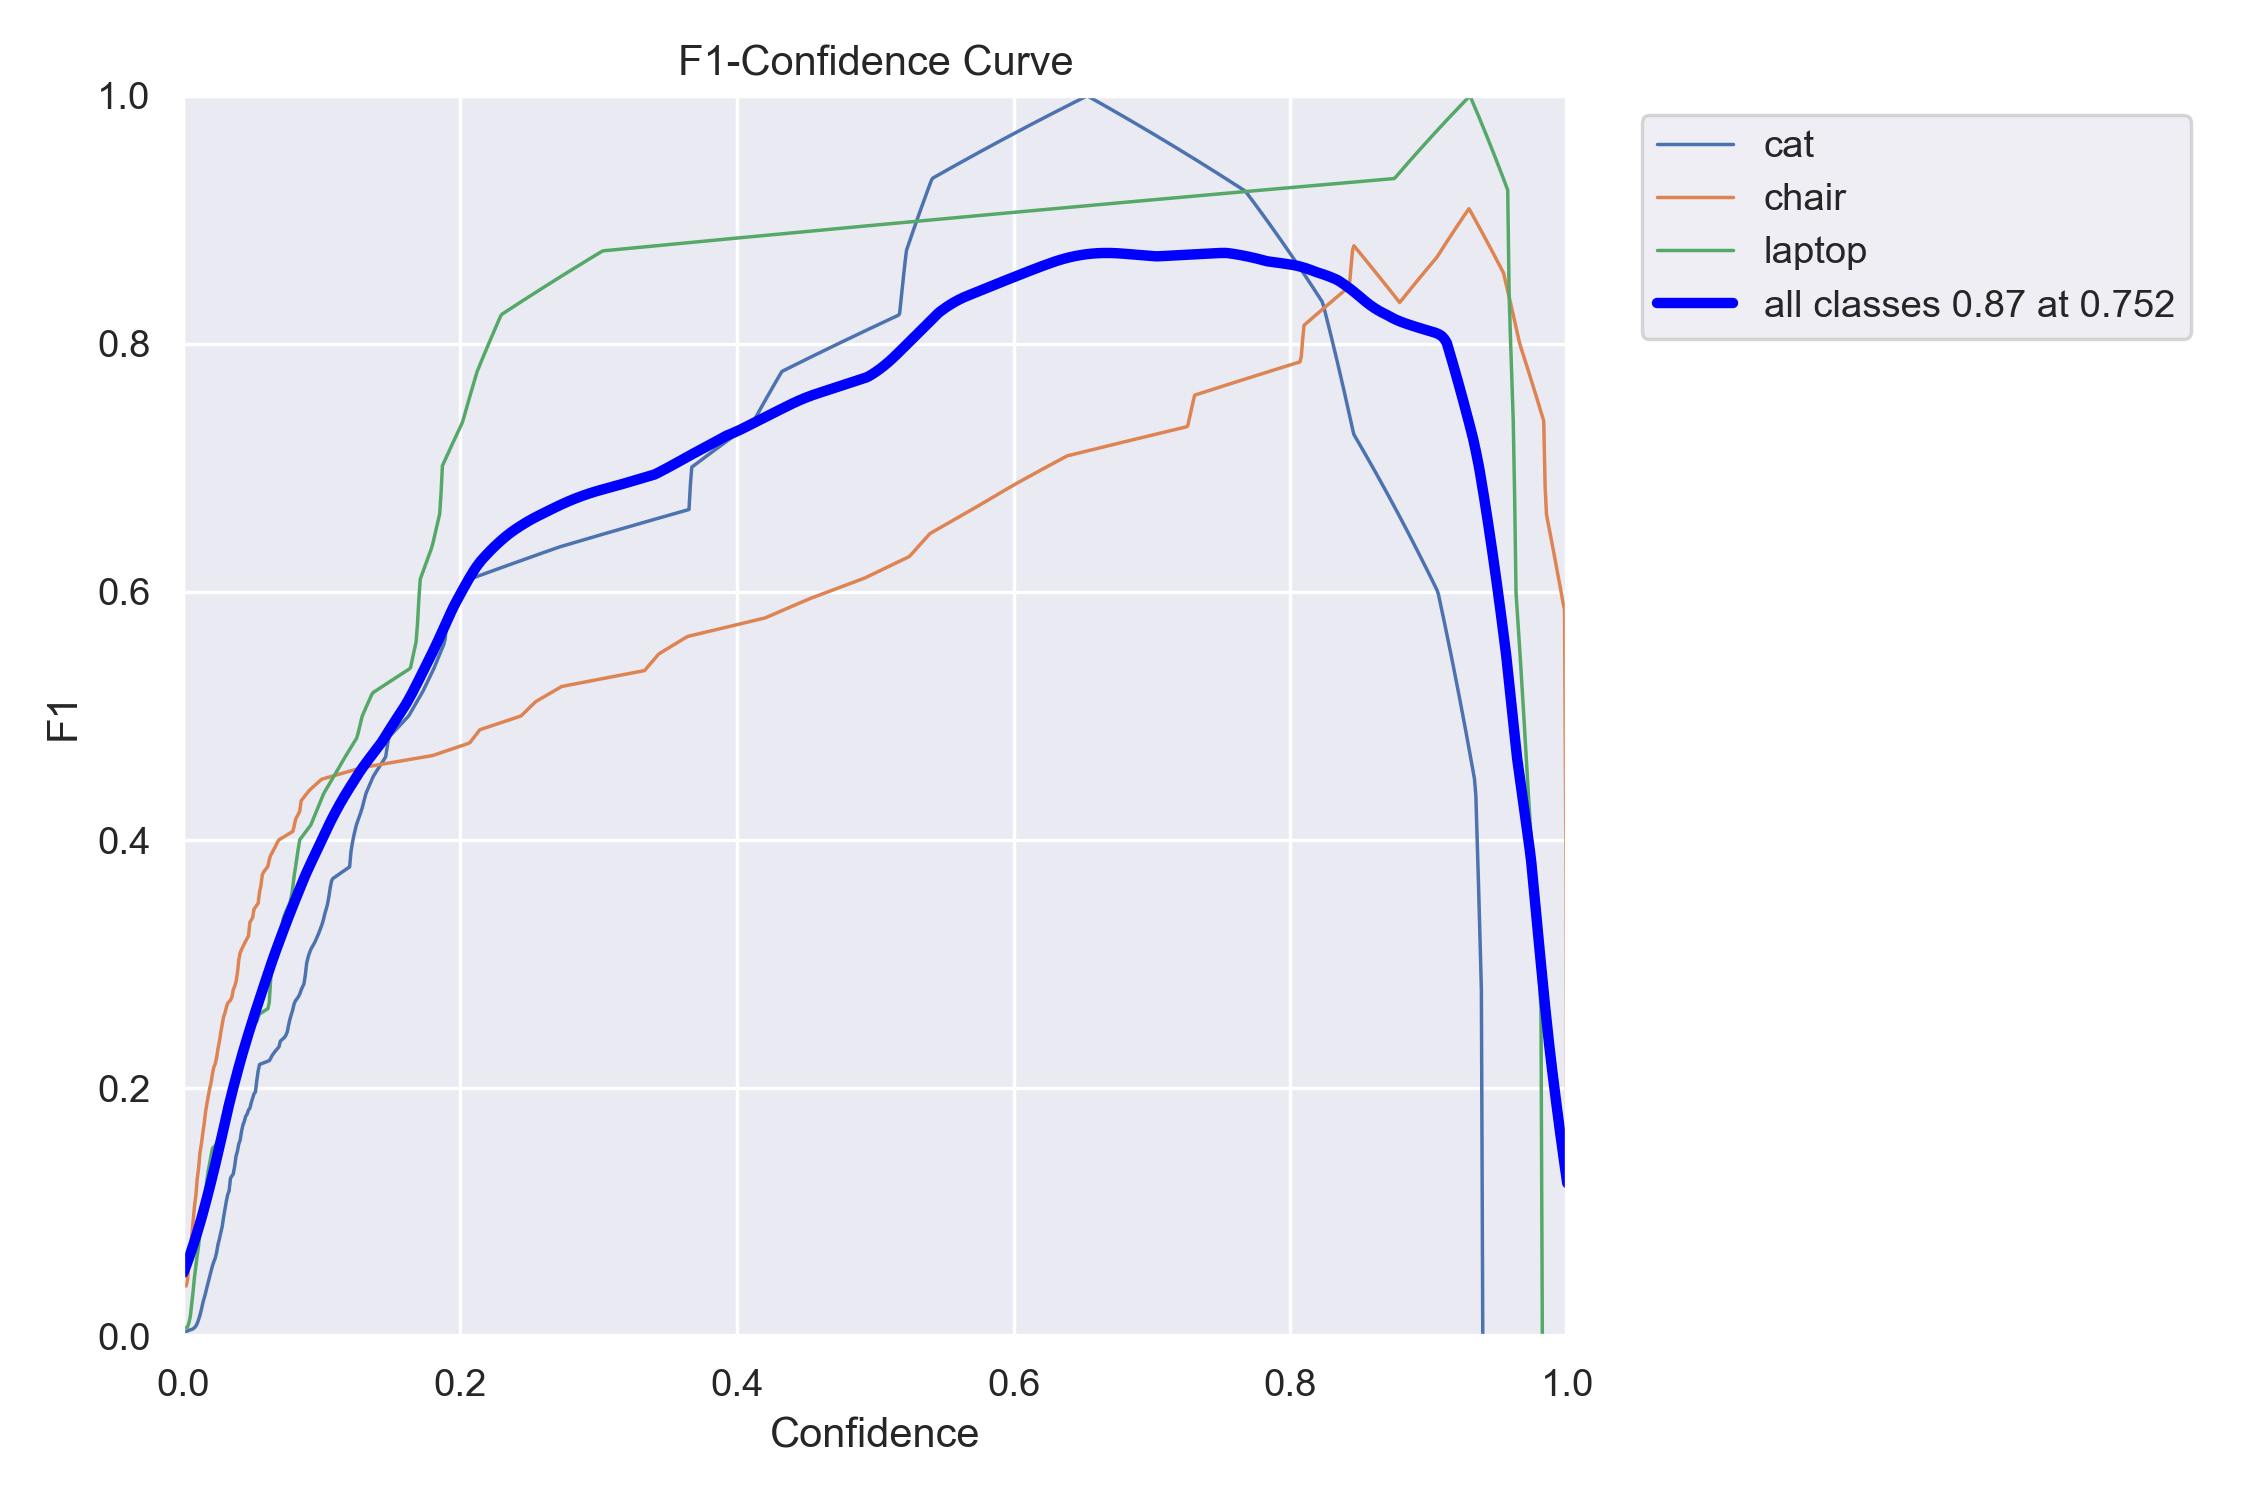 F1-Confidence Curve
1.0
0.8
0.6
0.4
0.2
0.0
F1
0.0 0.2 0.4 0.6 0.8 1.0
Confidence
cat
chair
laptop
all classes 0.87 at 0.752